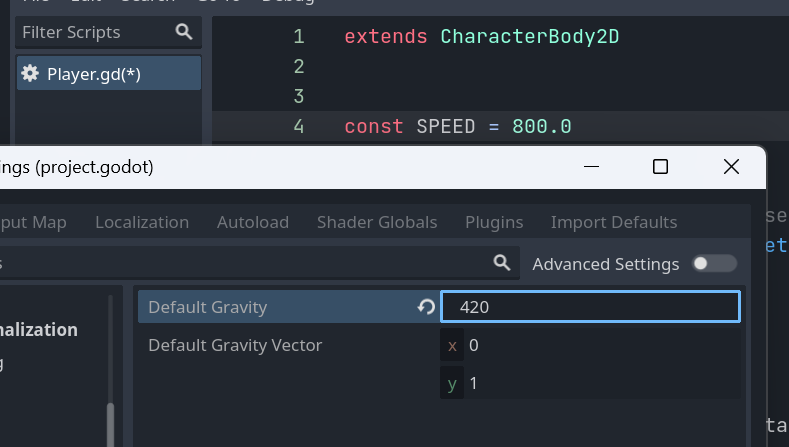 Filter Scripts
Player.gd(*)
1 extends CharacterBody2D
2
3
4 const SPEED = 800.0
ings (project.godot)
nput Map Localization Autoload Shader Globals Plugins Import Defaults
s
Advanced Settings
Default Gravity 420
nalization
Default Gravity Vector x 0
g
y 1
se
et
ta